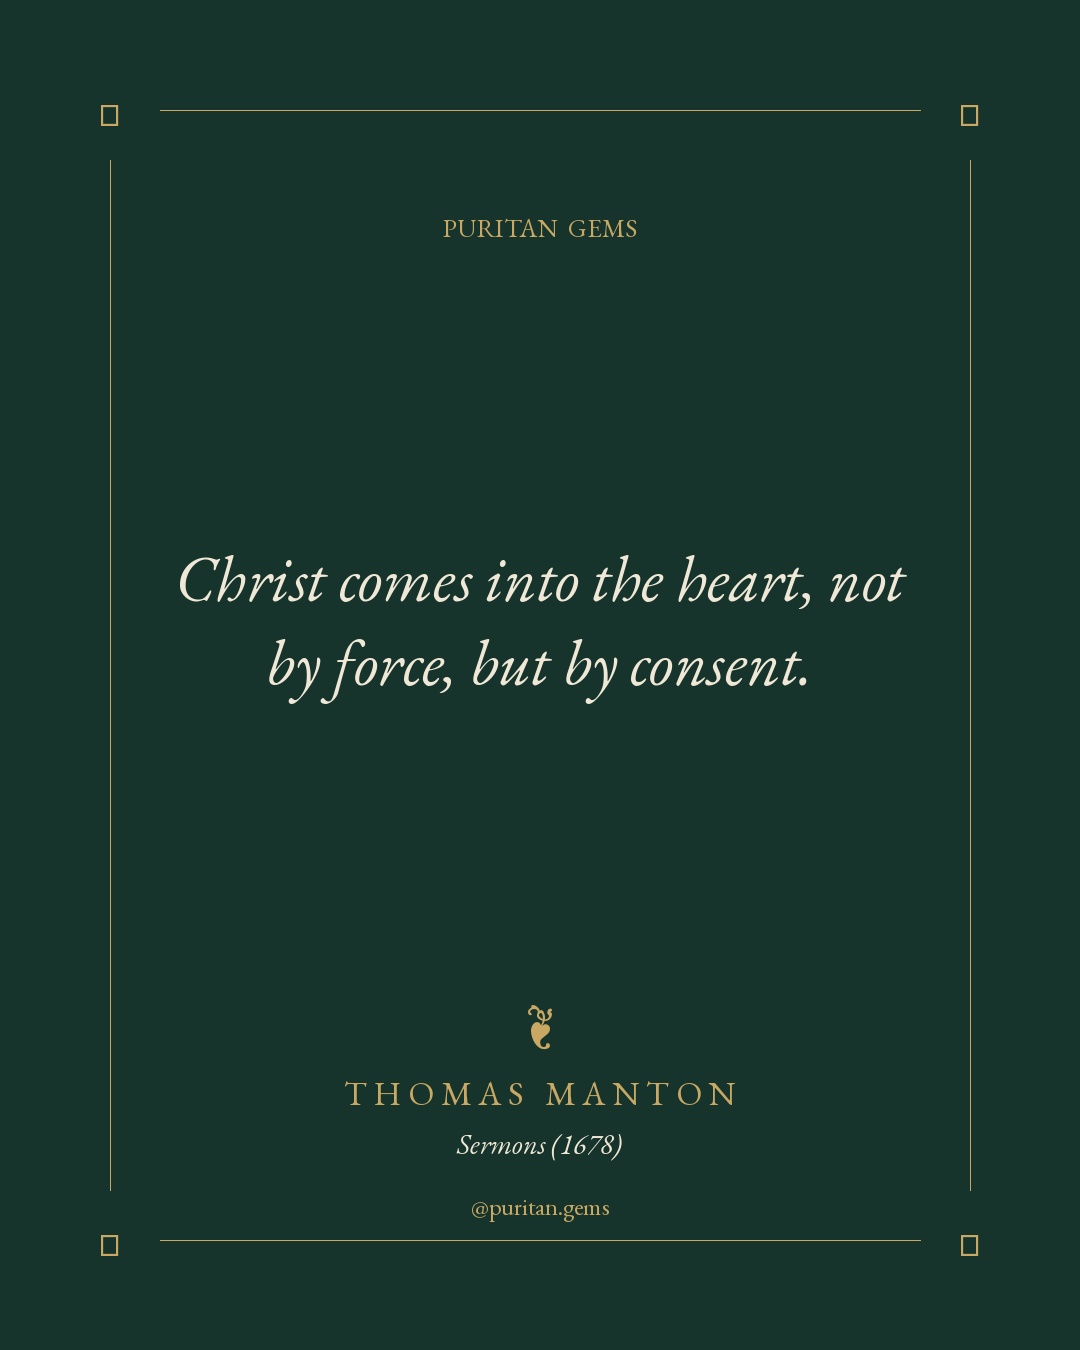 PURITAN GEMS
Christ comes into the heart, not
by force, but by consent.
❦
THOMAS MANTON
Sermons (1678)
@puritan.gems